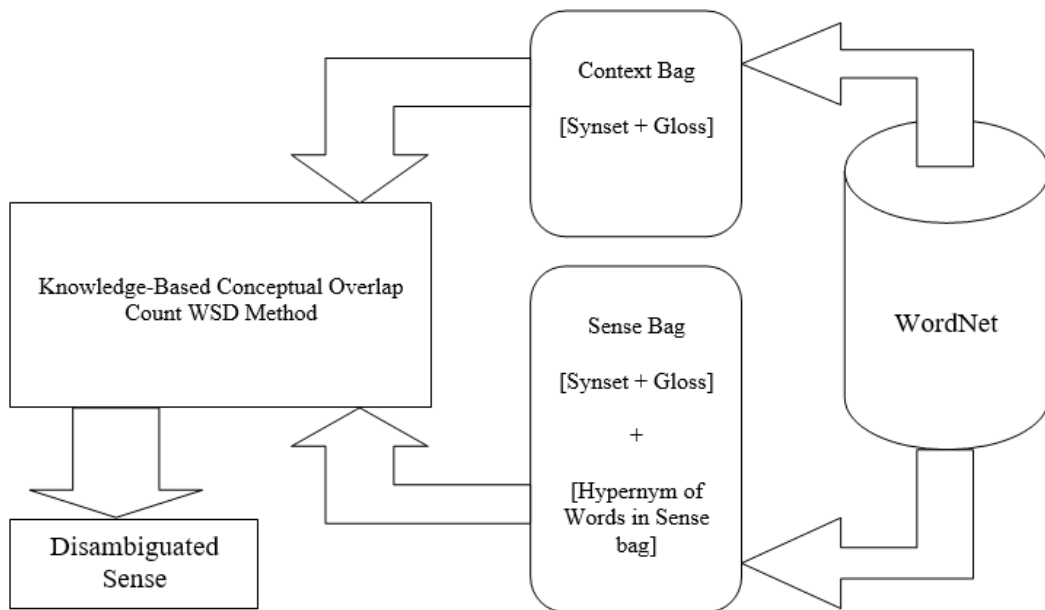 Context Bag
[Synset + Gloss]
Knowledge-Based Conceptual Overlap
Count WSD Method
Sense Bag
[Synset + Gloss]
+
[Hypernym of
Words in Sense
bag]
WordNet
Disambiguated
Sense